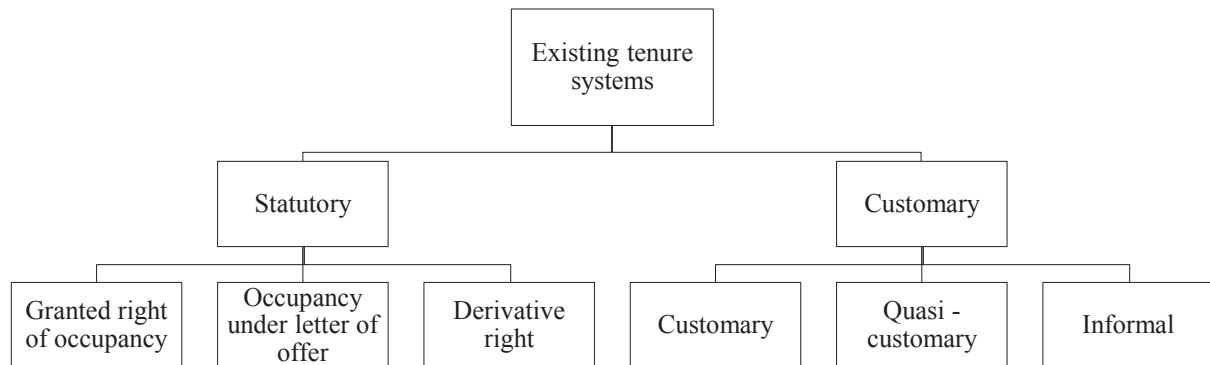 Existing tenure
systems
Statutory
Customary
Granted right
of occupancy
Occupancy
under letter of
offer
Derivative
right
Customary
Quasi -
customary
Informal